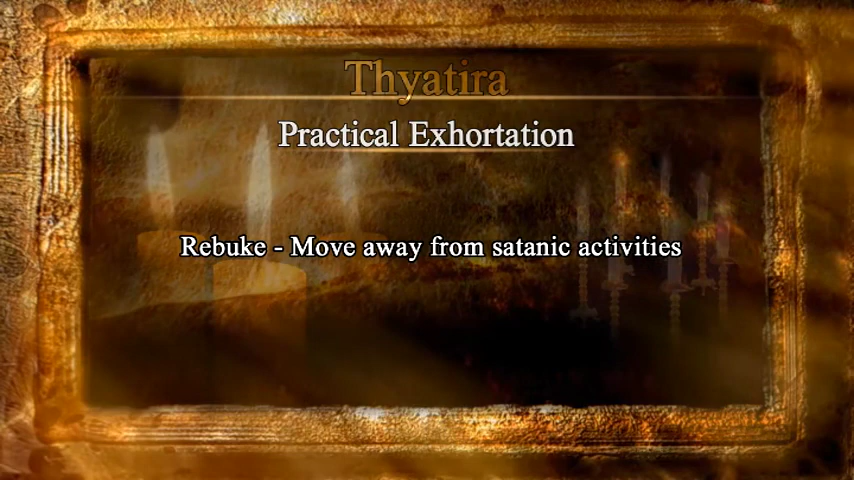 Thyatira
Practical Exhortation
Rebuke - Move away from satanic activities